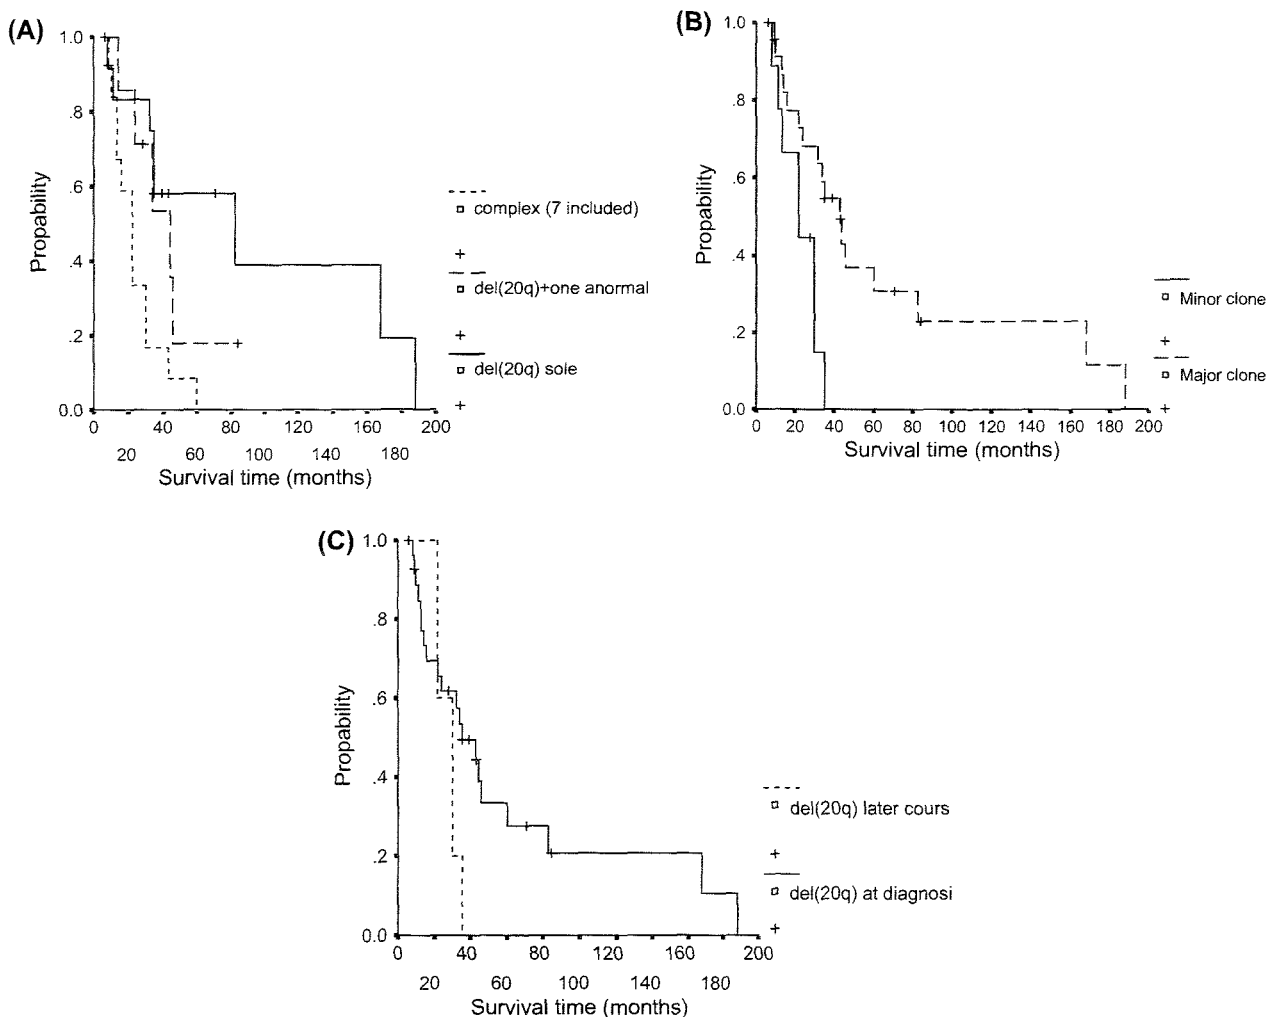 (A)
1.0
.8
.6
.4
.2
0.0
Propability
0 40 80 120 160 200
20 60 100 140 180
Survival time (months)
complex (7 included)
del(20q)+one anormal
del(20q) sole
(B)
1.0
.8
.6
.4
.2
0.0
Propability
0 20 40 60 80 100 120 140 160 180 200
Survival time (months)
Minor clone
Major clone
(C)
1.0
.8
.6
.4
.2
0.0
Propability
0 40 80 120 160 200
20 60 100 140 180
Survival time (months)
del(20q) later cours
del(20q) at diagnosi